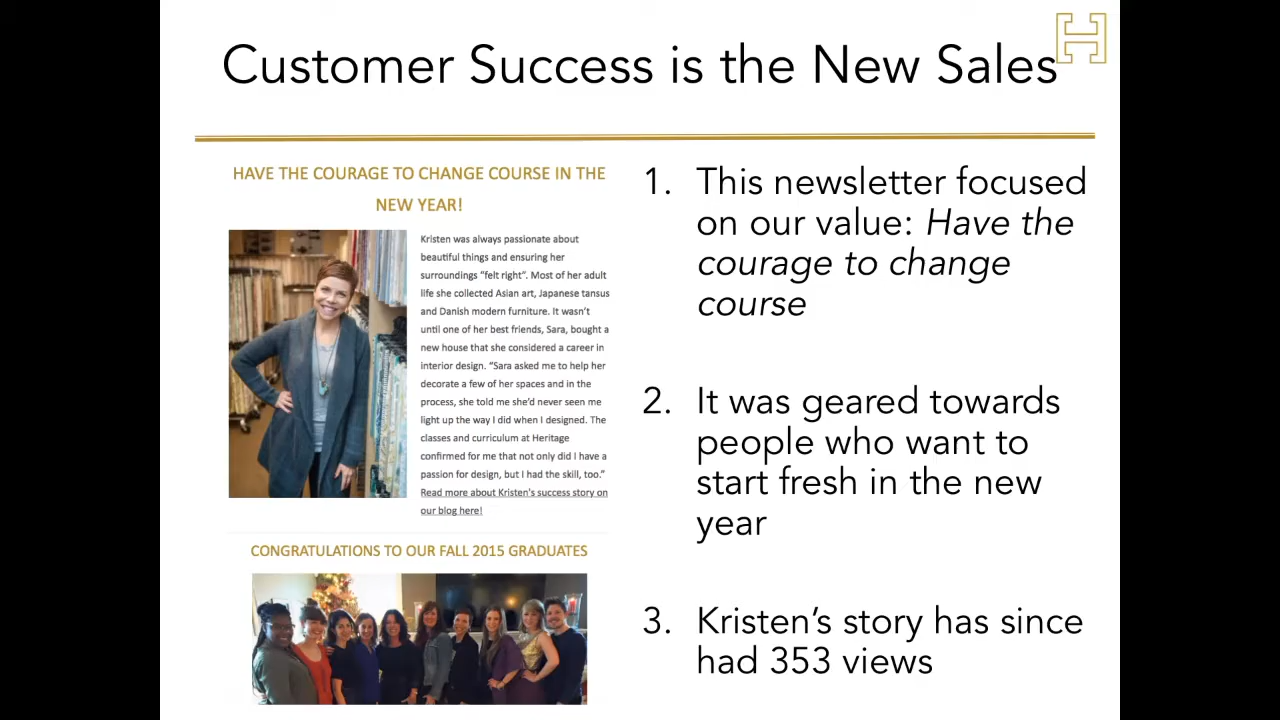 Customer Success is the New Sales
HAVE THE COURAGE TO CHANGE COURSE IN THE
NEW YEAR!
Kristen was always passionate about
beautiful things and ensuring her
surroundings “felt right”. Most of her adult
life she collected Asian art, Japanese tansus
and Danish modern furniture. It wasn’t
until one of her best friends, Sara, bought a
new house that she considered a career in
interior design. “Sara asked me to help her
decorate a few of her spaces and in the
process, she told me she’d never seen me
light up the way I did when I designed. The
classes and curriculum at Heritage
confirmed for me that not only did I have a
passion for design, but I had the skill, too.”
Read more about Kristen's success story on
our blog here!
CONGRATULATIONS TO OUR FALL 2015 GRADUATES
1. This newsletter focused
on our value: Have the
courage to change
course
2. It was geared towards
people who want to
start fresh in the new
year
3. Kristen’s story has since
had 353 views